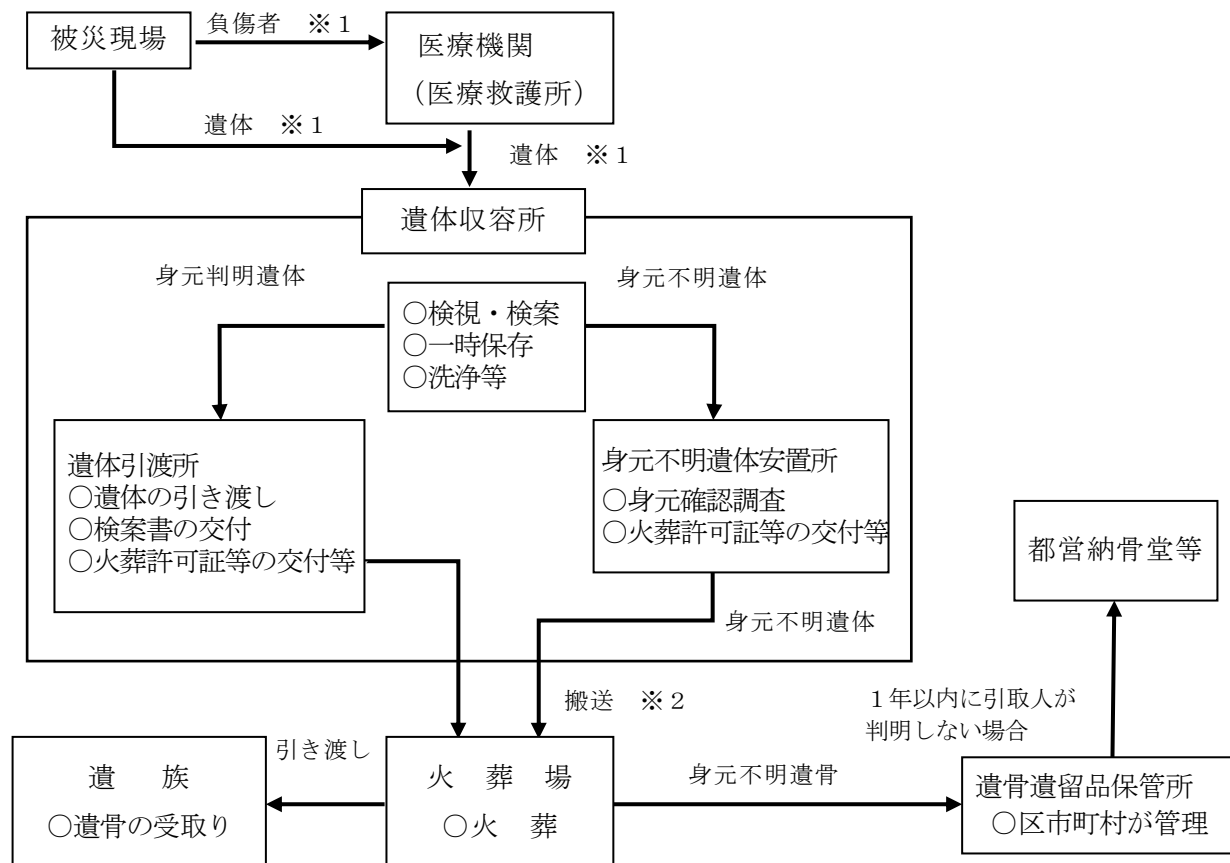 被災現場
負傷者　※１
医療機関
（医療救護所）
遺体　※１
遺体　※１
遺体収容所
身元判明遺体
身元不明遺体
○検視・検案
○一時保存
○洗浄等
遺体引渡所
○遺体の引き渡し
○検案書の交付
○火葬許可証等の交付等
身元不明遺体安置所
○身元確認調査
○火葬許可証等の交付等
都営納骨堂等
身元不明遺体
搬送　※２
１年以内に引取人が
判明しない場合
遺　族
○遺骨の受取り
引き渡し
火　葬　場
○火　葬
身元不明遺骨
遺骨遺留品保管所
○区市町村が管理